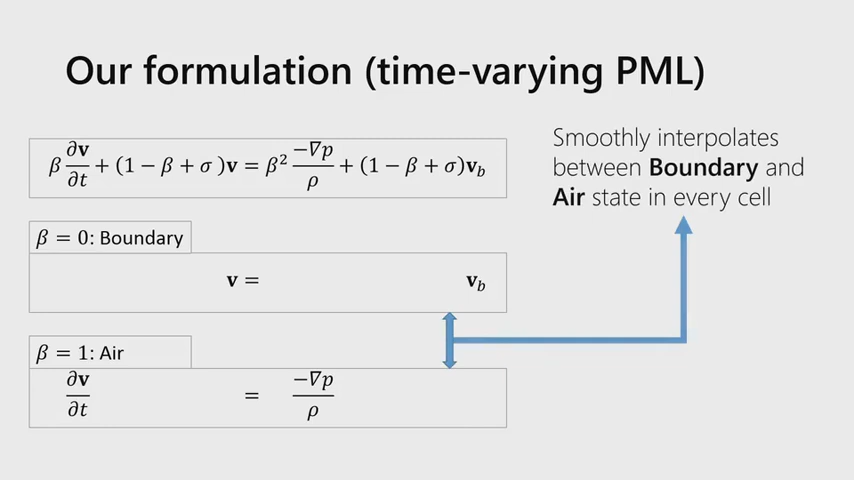 Our formulation (time-varying PML)
β ∂𝐯/∂t + (1 − β + σ )𝐯 = β² −∇p/ρ + (1 − β + σ)𝐯_b
Smoothly interpolates
between Boundary and
Air state in every cell
β = 0: Boundary
𝐯 = 𝐯_b
β = 1: Air
∂𝐯/∂t = −∇p/ρ